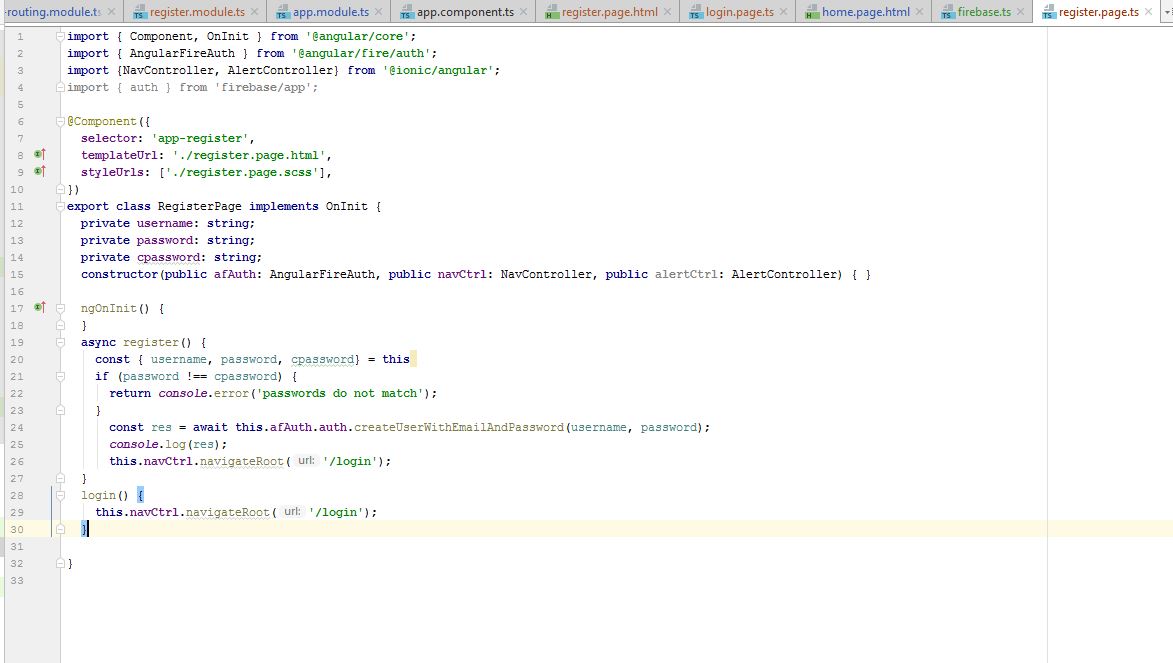 routing.module.ts register.module.ts app.module.ts app.component.ts register.page.html login.page.ts home.page.html firebase.ts register.page.ts
1 import { Component, OnInit } from '@angular/core';
2 import { AngularFireAuth } from '@angular/fire/auth';
3 import {NavController, AlertController} from '@ionic/angular';
4 import { auth } from 'firebase/app';
5
6 @Component({
7 selector: 'app-register',
8 templateUrl: './register.page.html',
9 styleUrls: ['./register.page.scss'],
10 })
11 export class RegisterPage implements OnInit {
12 private username: string;
13 private password: string;
14 private cpassword: string;
15 constructor(public afAuth: AngularFireAuth, public navCtrl: NavController, public alertCtrl: AlertController) { }
16
17 ngOnInit() {
18 }
19 async register() {
20 const { username, password, cpassword} = this
21 if (password !== cpassword) {
22 return console.error('passwords do not match');
23 }
24 const res = await this.afAuth.auth.createUserWithEmailAndPassword(username, password);
25 console.log(res);
26 this.navCtrl.navigateRoot( url: '/login');
27 }
28 login() {
29 this.navCtrl.navigateRoot( url: '/login');
30 }
31
32 }
33